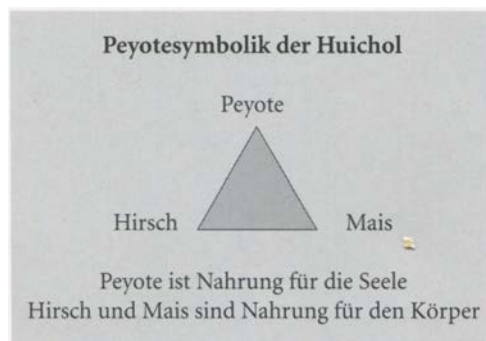 Peyotesymbolik der Huichol
Peyote
Hirsch
Mais
Peyote ist Nahrung für die Seele
Hirsch und Mais sind Nahrung für den Körper